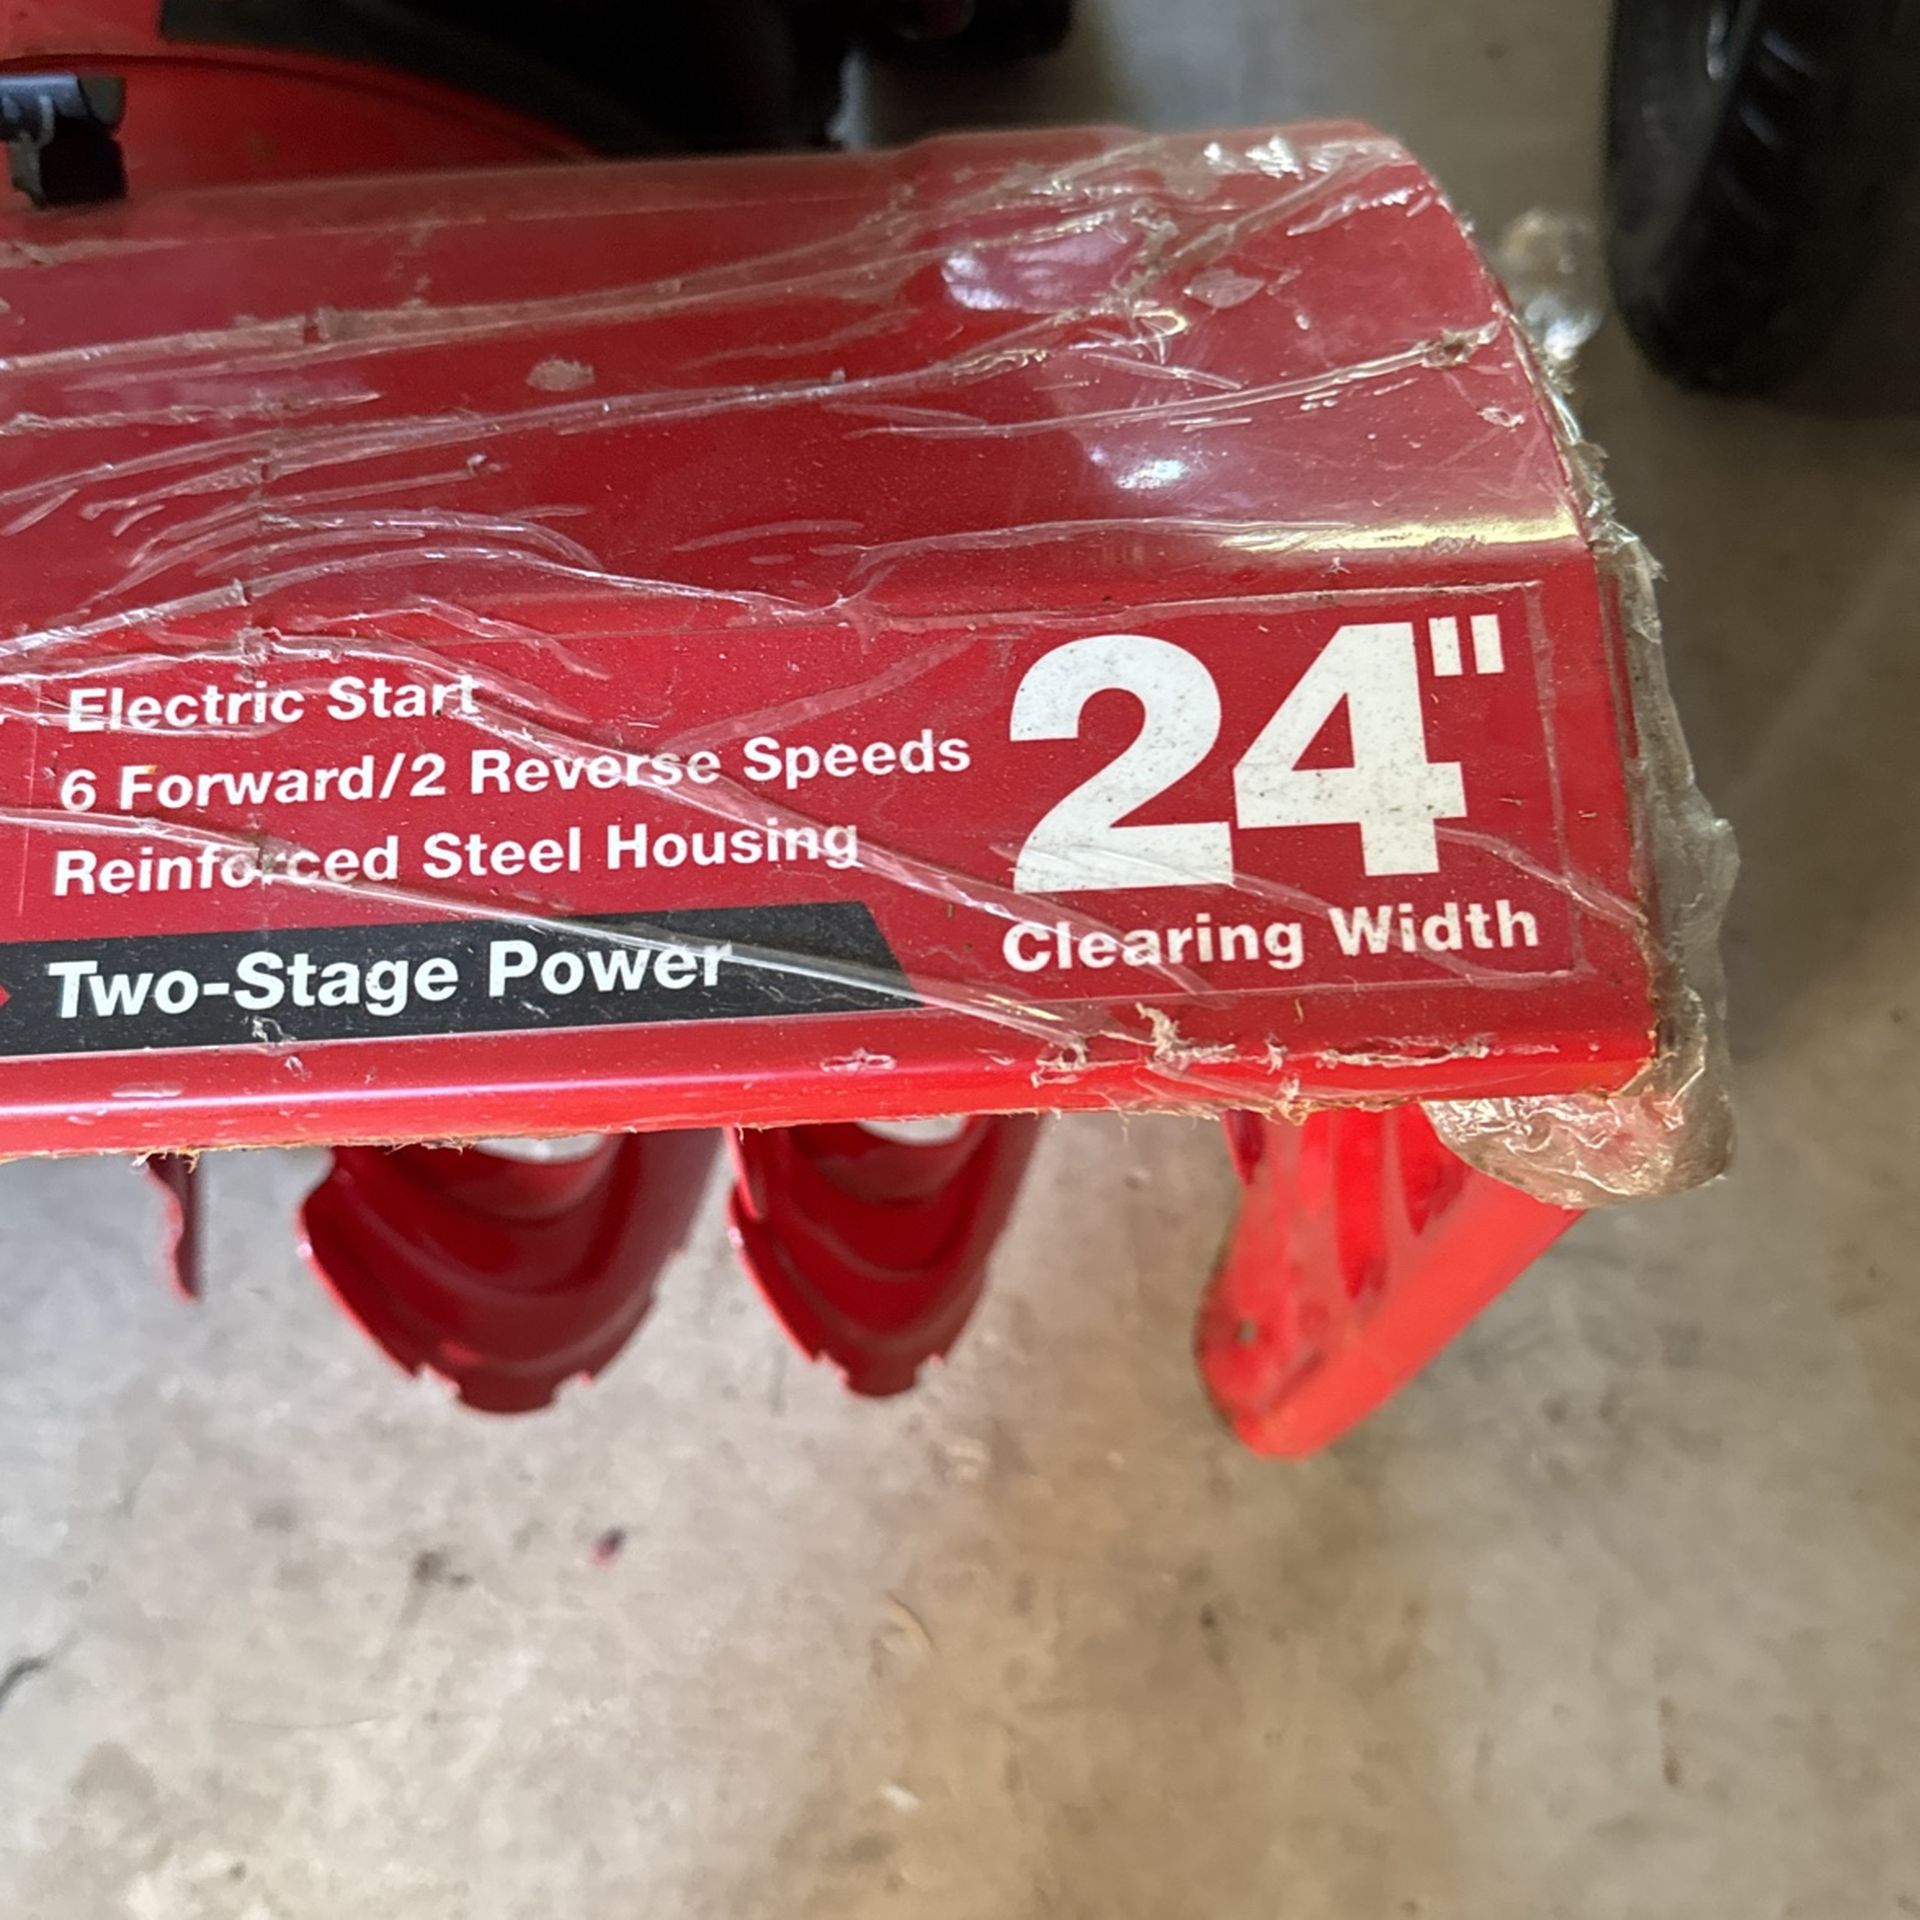 Electric Start
6 Forward/2 Reverse Speeds
Reinforced Steel Housing
Two-Stage Power
24"
Clearing Width